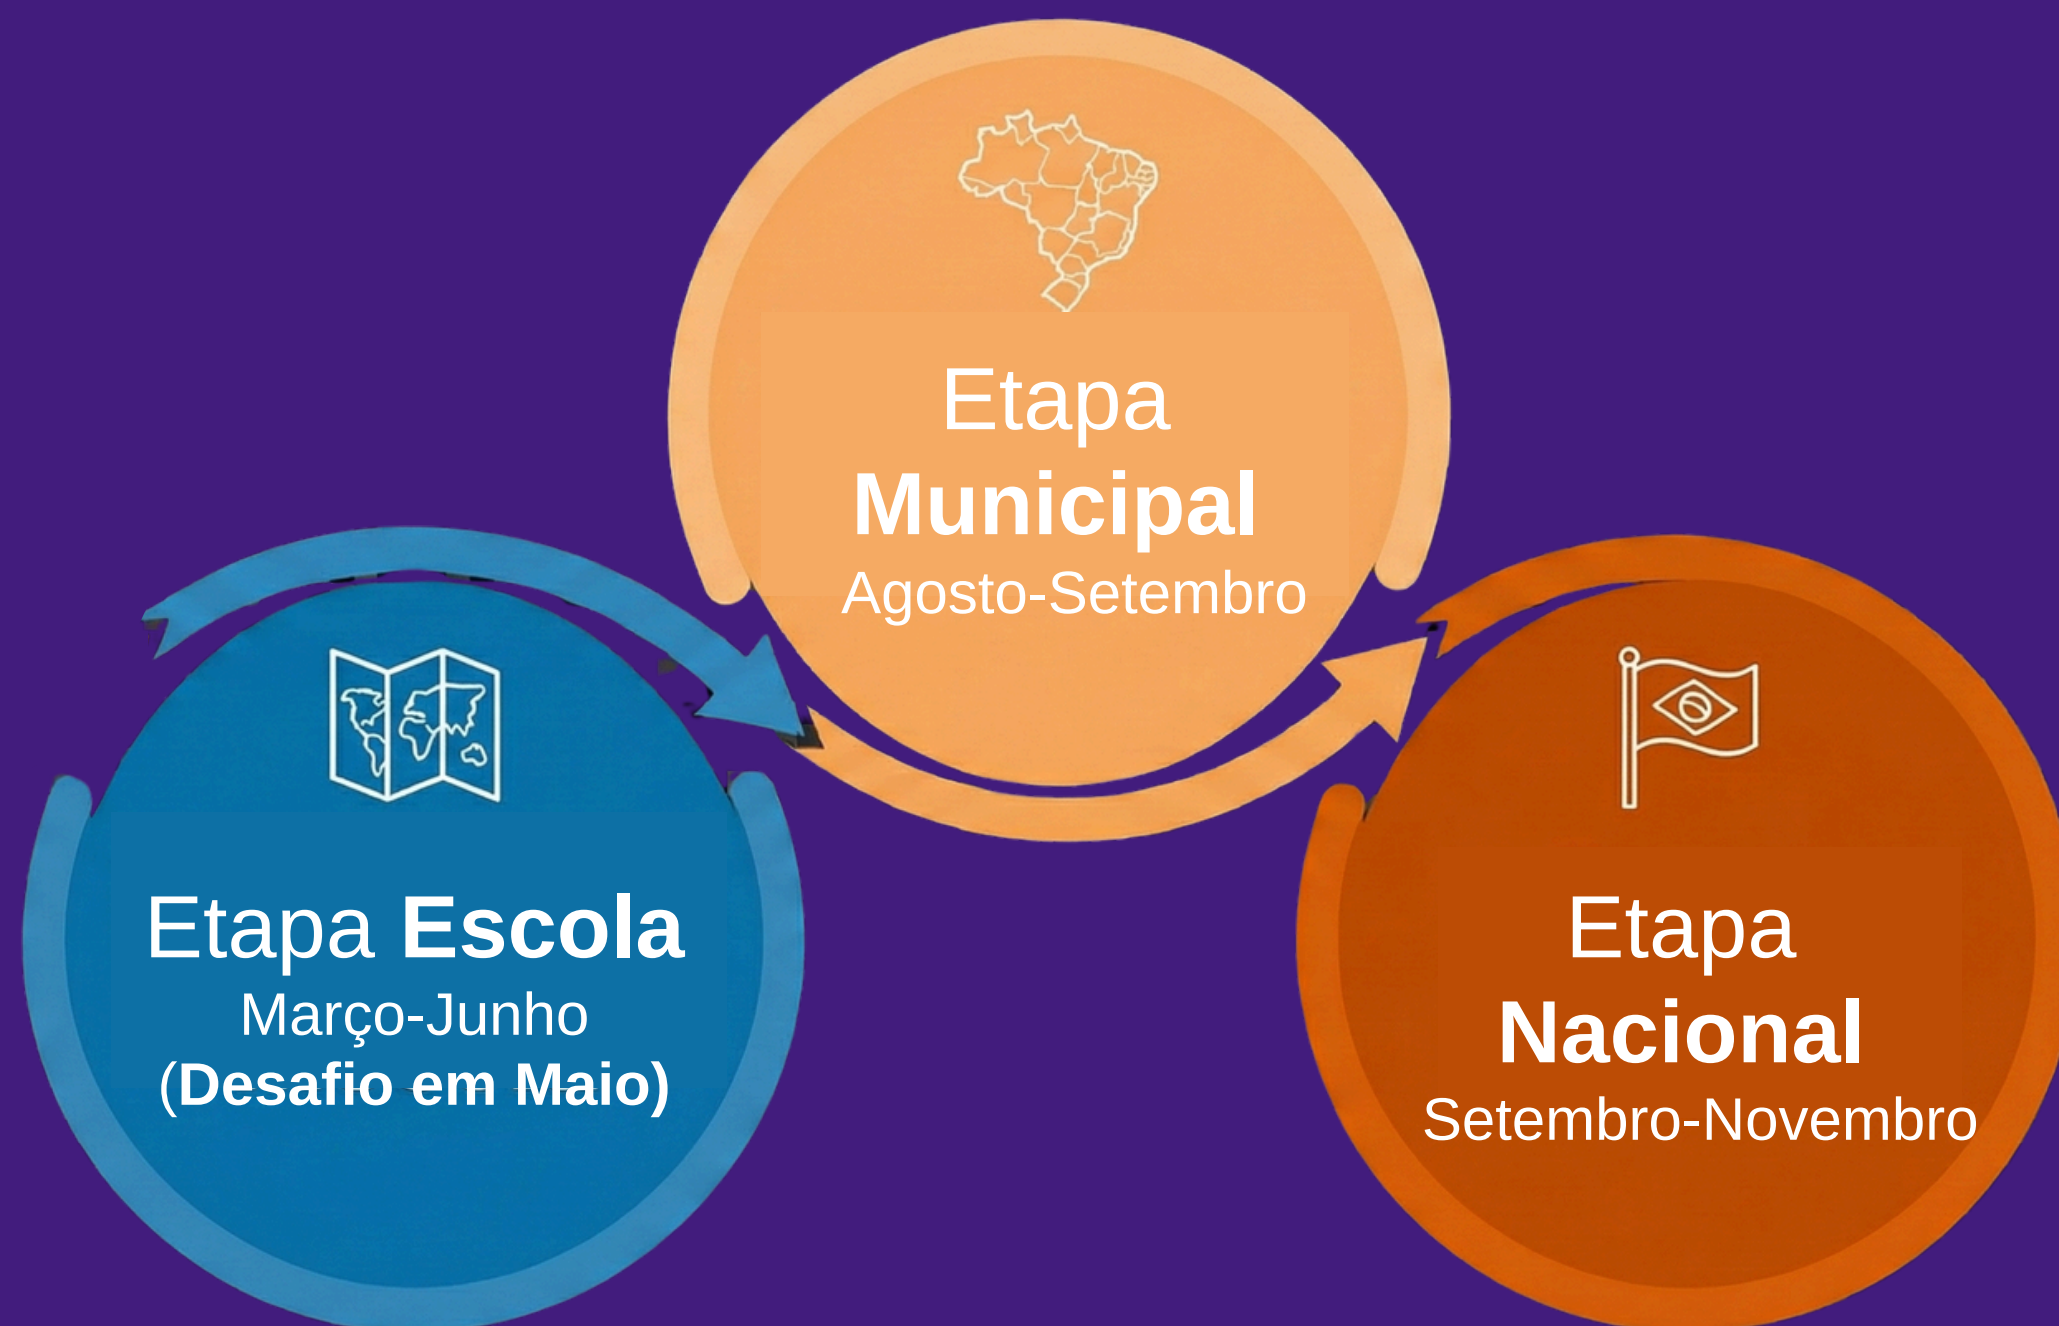 Etapa Escola
Março-Junho
(Desafio em Maio)
Etapa
Municipal
Agosto-Setembro
Etapa
Nacional
Setembro-Novembro